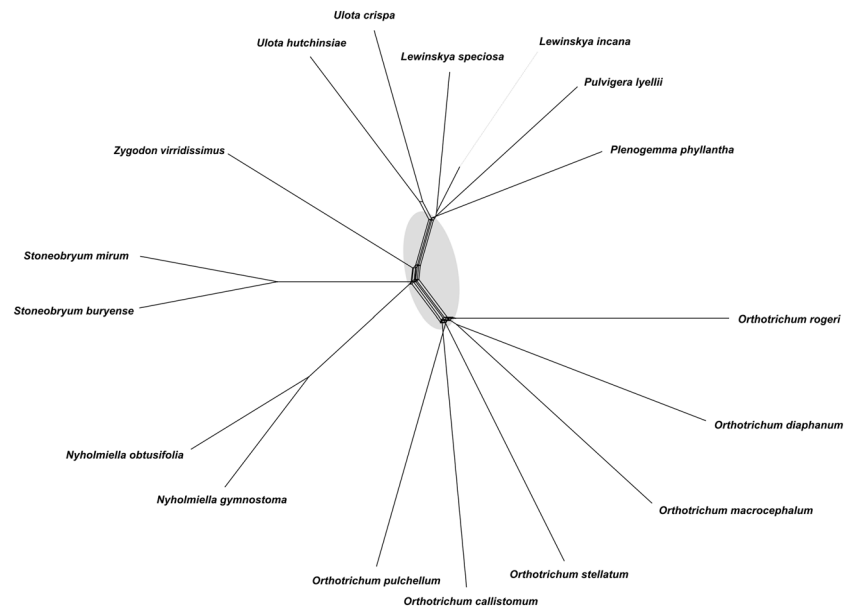 Ulota crispa
Ulota hutchinsiae
Lewinskya incana
Lewinskya speciosa
Pulvigera lyellii
Zygodon virridissimus
Plenogemma phyllantha
Stoneobryum mirum
Stoneobryum buryense
Orthotrichum rogeri
Orthotrichum diaphanum
Nyholmiella obtusifolia
Nyholmiella gymnostoma
Orthotrichum macrocephalum
Orthotrichum stellatum
Orthotrichum pulchellum
Orthotrichum callistomum